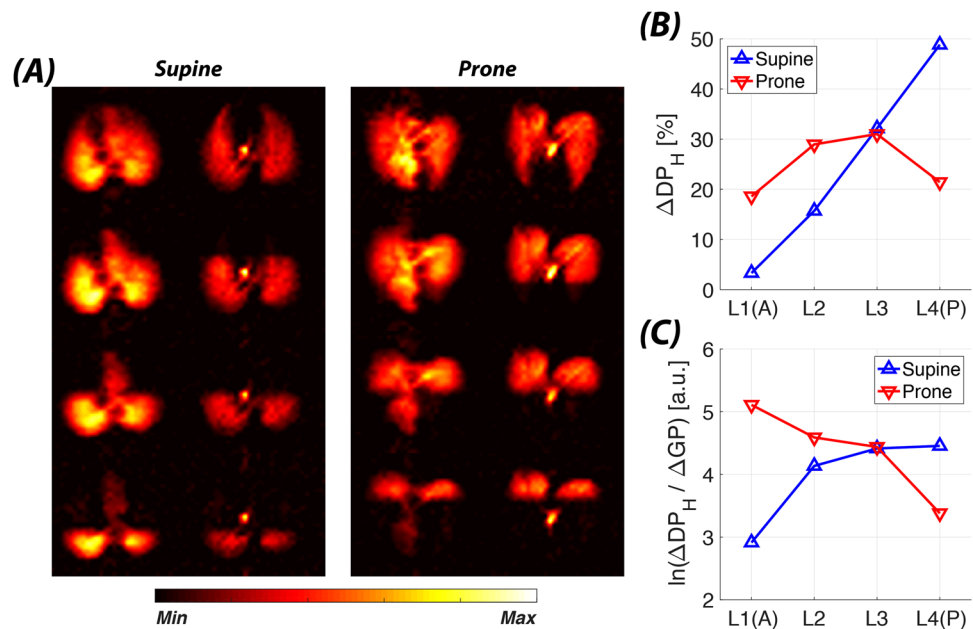 (A)
Supine
Prone
Min
Max
(B)
ΔDP_H [%]
50
40
30
20
10
0
Supine
Prone
L1(A)
L2
L3
L4(P)
(C)
ln(ΔDP_H / ΔGP) [a.u.]
6
5
4
3
2
Supine
Prone
L1(A)
L2
L3
L4(P)